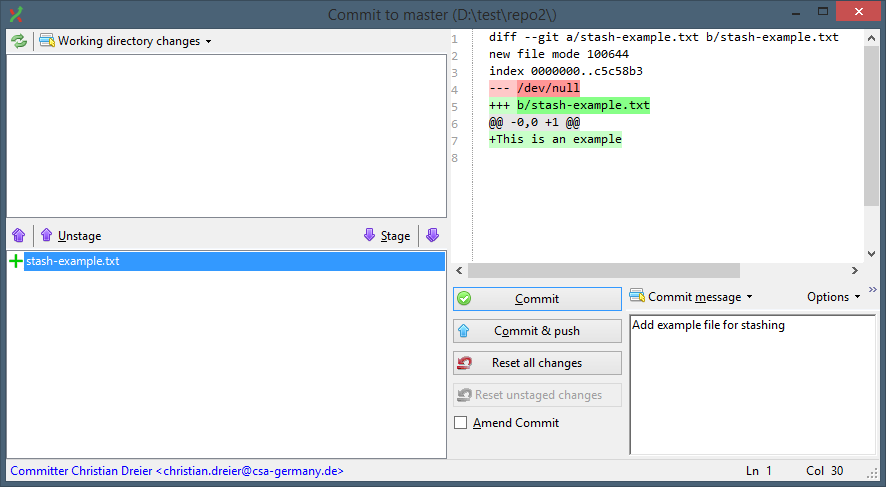 Commit to master (D:\test\repo2\)
Working directory changes
Unstage
Stage
stash-example.txt
1 diff --git a/stash-example.txt b/stash-example.txt
2 new file mode 100644
3 index 0000000..c5c58b3
4 --- /dev/null
5 +++ b/stash-example.txt
6 @@ -0,0 +1 @@
7 +This is an example
8
Commit
Commit & push
Reset all changes
Reset unstaged changes
Amend Commit
Commit message
Options
Add example file for stashing
Committer Christian Dreier <christian.dreier@csa-germany.de>
Ln 1
Col 30